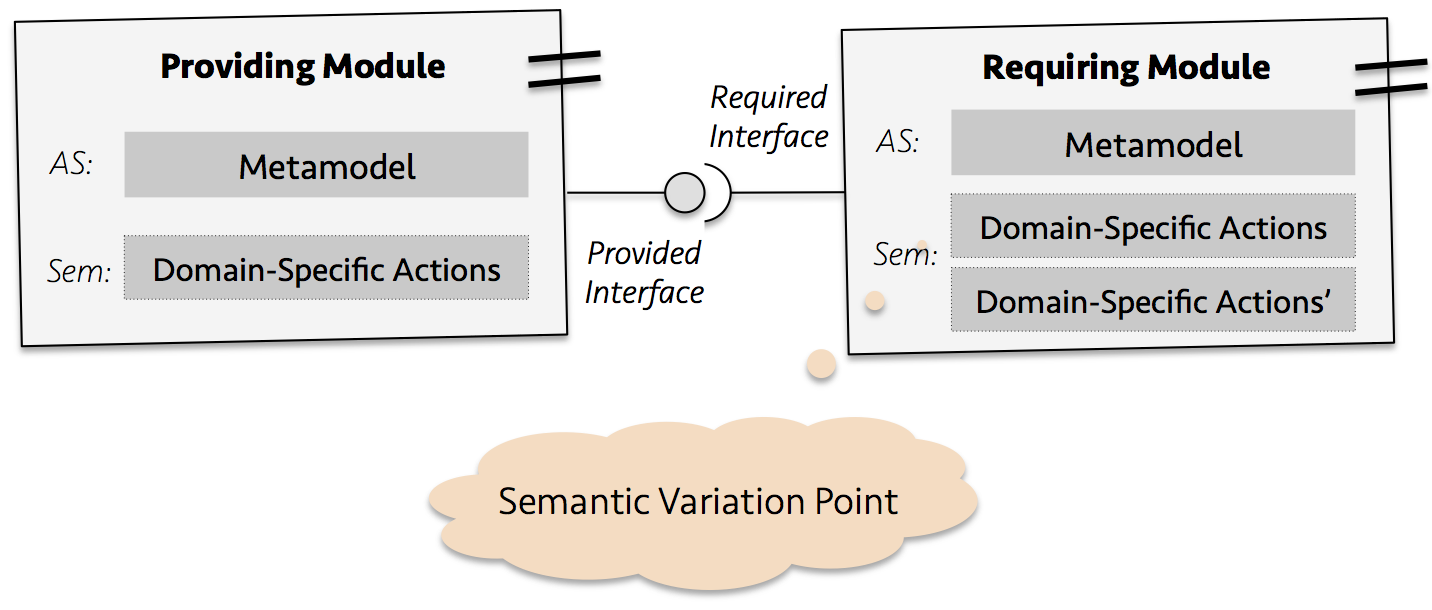 Providing Module
AS:
Metamodel
Sem:
Domain-Specific Actions
Required
Interface
Provided
Interface
Requiring Module
AS:
Metamodel
Sem:
Domain-Specific Actions
Domain-Specific Actions’
Semantic Variation Point